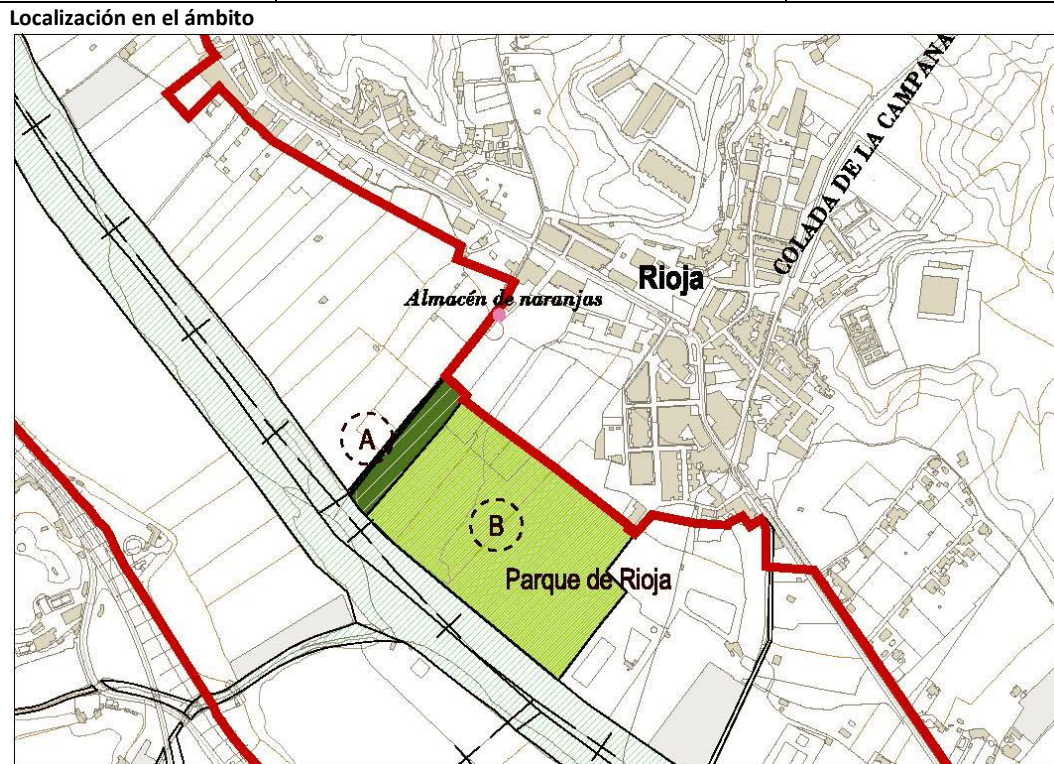 Localización en el ámbito
COLADA DE LA CAMPANA
Rioja
Almacén de naranjas
A
B
Parque de Rioja